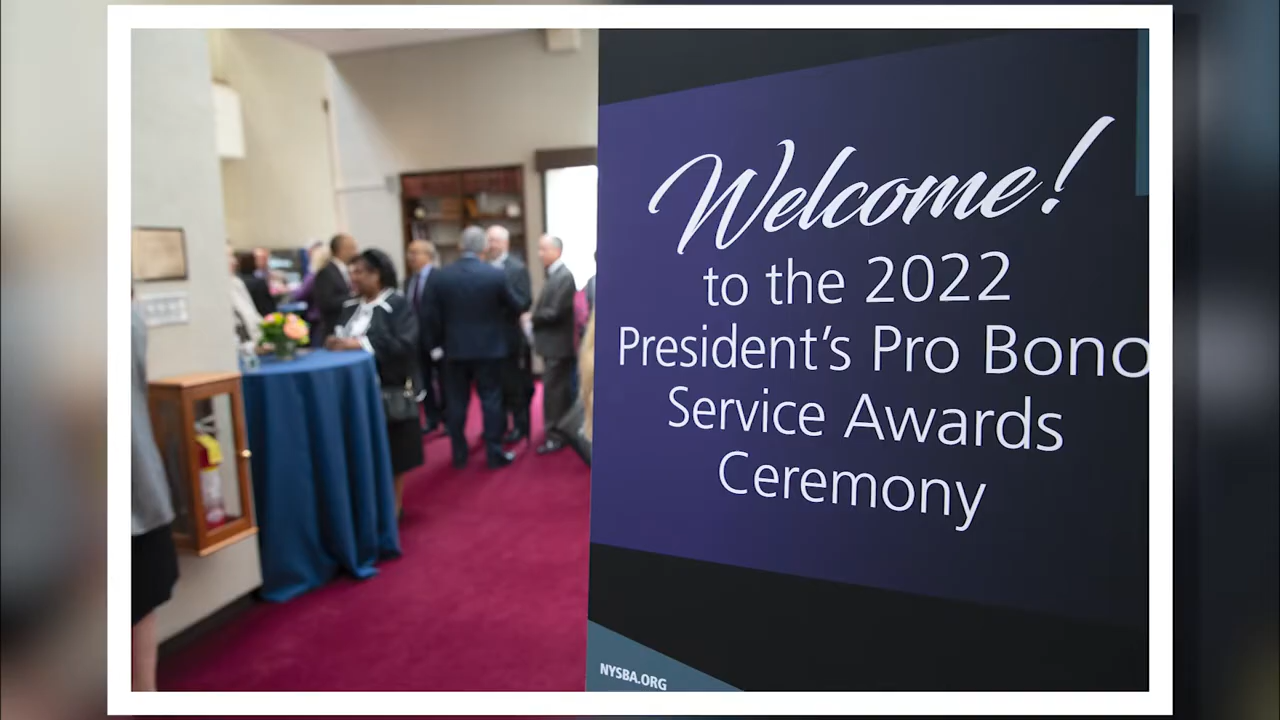 Welcome!
to the 2022
President's Pro Bono
Service Awards
Ceremony
NYSBA.ORG